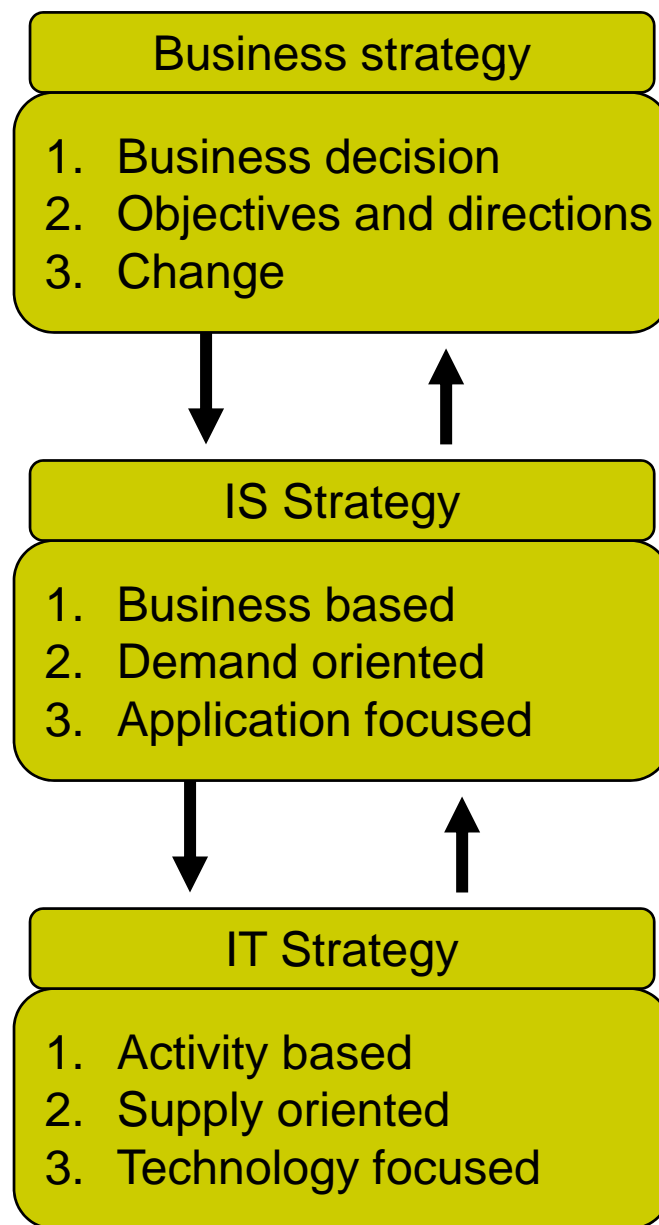 Business strategy
1. Business decision
2. Objectives and directions
3. Change
IS Strategy
1. Business based
2. Demand oriented
3. Application focused
IT Strategy
1. Activity based
2. Supply oriented
3. Technology focused